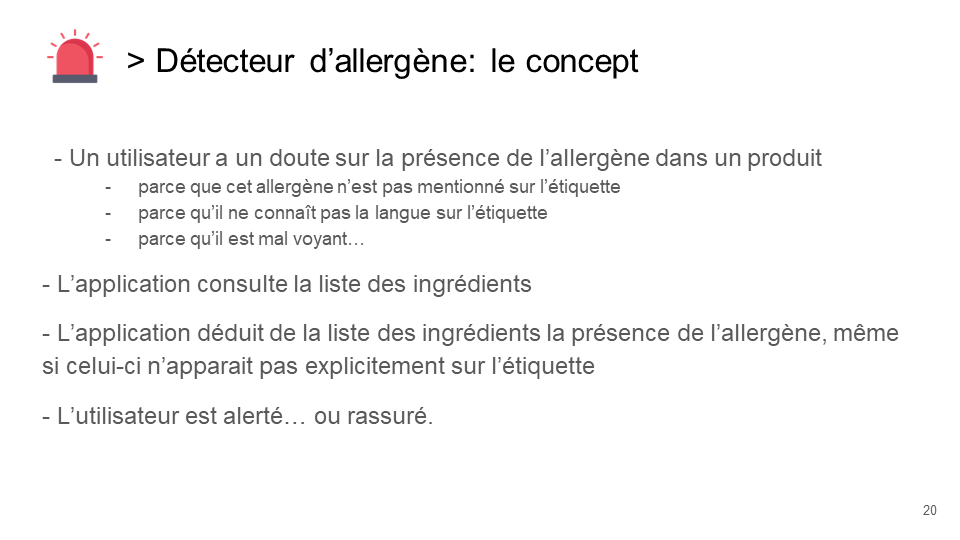 > Détecteur d’allergène: le concept
- Un utilisateur a un doute sur la présence de l’allergène dans un produit
- parce que cet allergène n’est pas mentionné sur l’étiquette
- parce qu’il ne connaît pas la langue sur l’étiquette
- parce qu’il est mal voyant…
- L’application consulte la liste des ingrédients
- L’application déduit de la liste des ingrédients la présence de l’allergène, même
si celui-ci n’apparait pas explicitement sur l’étiquette
- L’utilisateur est alerté… ou rassuré.
20